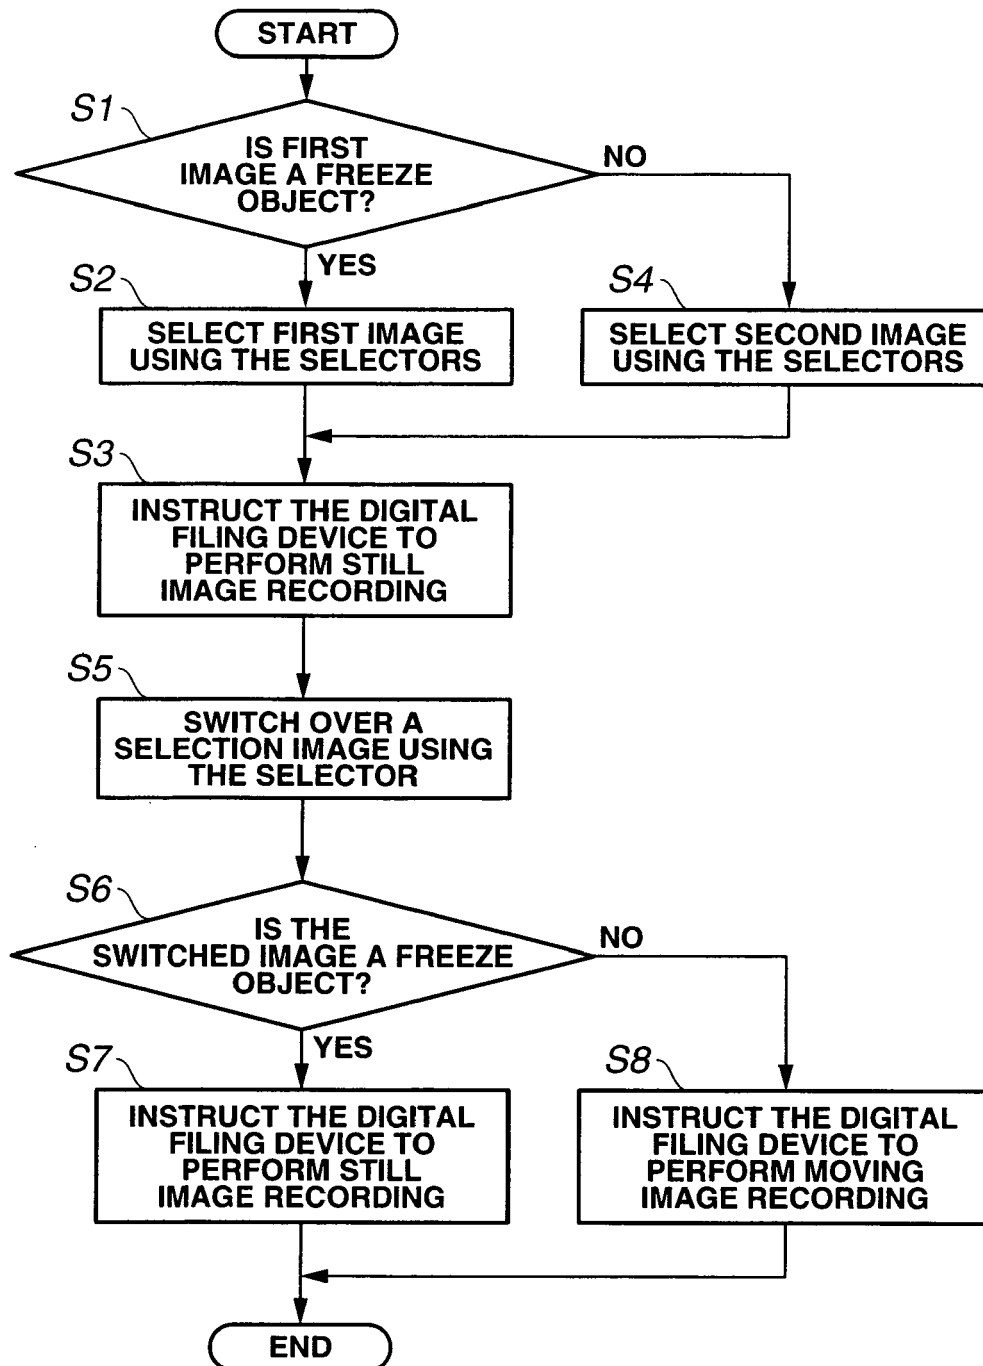 START
S1
IS FIRST
IMAGE A FREEZE
OBJECT?
NO
YES
S2
SELECT FIRST IMAGE
USING THE SELECTORS
S4
SELECT SECOND IMAGE
USING THE SELECTORS
S3
INSTRUCT THE DIGITAL
FILING DEVICE TO
PERFORM STILL
IMAGE RECORDING
S5
SWITCH OVER A
SELECTION IMAGE USING
THE SELECTOR
S6
IS THE
SWITCHED IMAGE A FREEZE
OBJECT?
NO
YES
S7
INSTRUCT THE DIGITAL
FILING DEVICE TO
PERFORM STILL
IMAGE RECORDING
S8
INSTRUCT THE DIGITAL
FILING DEVICE TO
PERFORM MOVING
IMAGE RECORDING
END